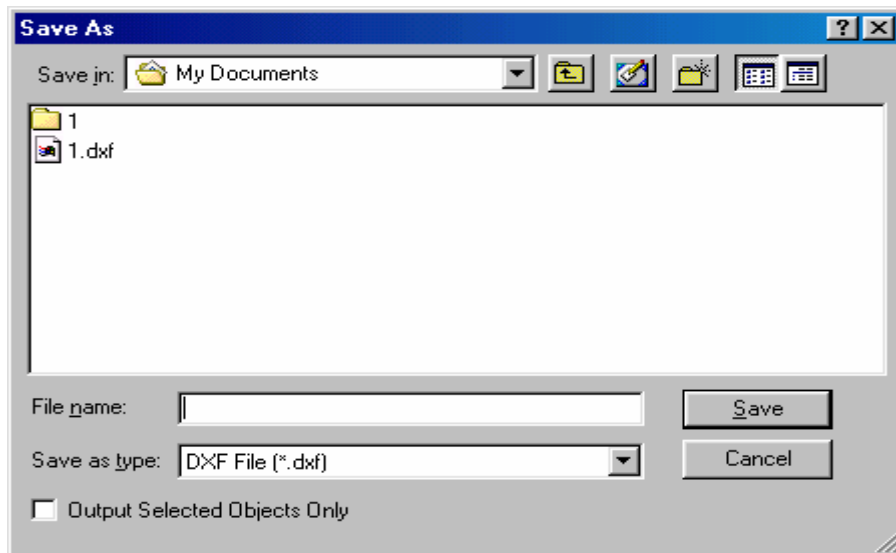 Save As
Save in: My Documents
1
1.dxf
File name: Save
Save as type: DXF File (*.dxf) Cancel
Output Selected Objects Only